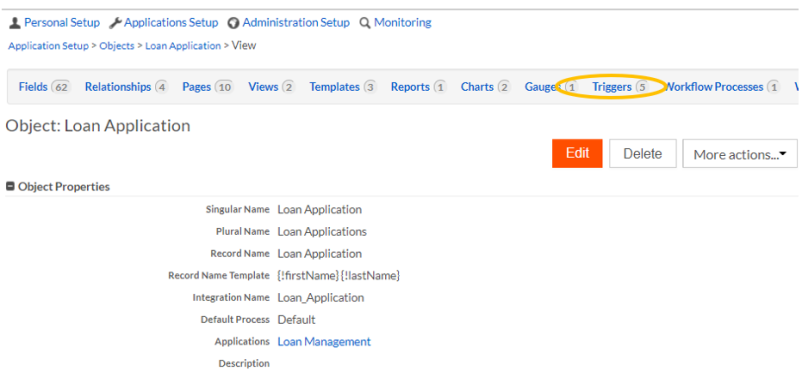 Personal Setup Applications Setup Administration Setup Monitoring
Application Setup > Objects > Loan Application > View
Fields 62 Relationships 4 Pages 10 Views 2 Templates 3 Reports 1 Charts 2 Gauges 1 Triggers 5 Workflow Processes 1
Object: Loan Application
Edit Delete More actions...
Object Properties
Singular Name Loan Application
Plural Name Loan Applications
Record Name Loan Application
Record Name Template {!firstName} {!lastName}
Integration Name Loan_Application
Default Process Default
Applications Loan Management
Description